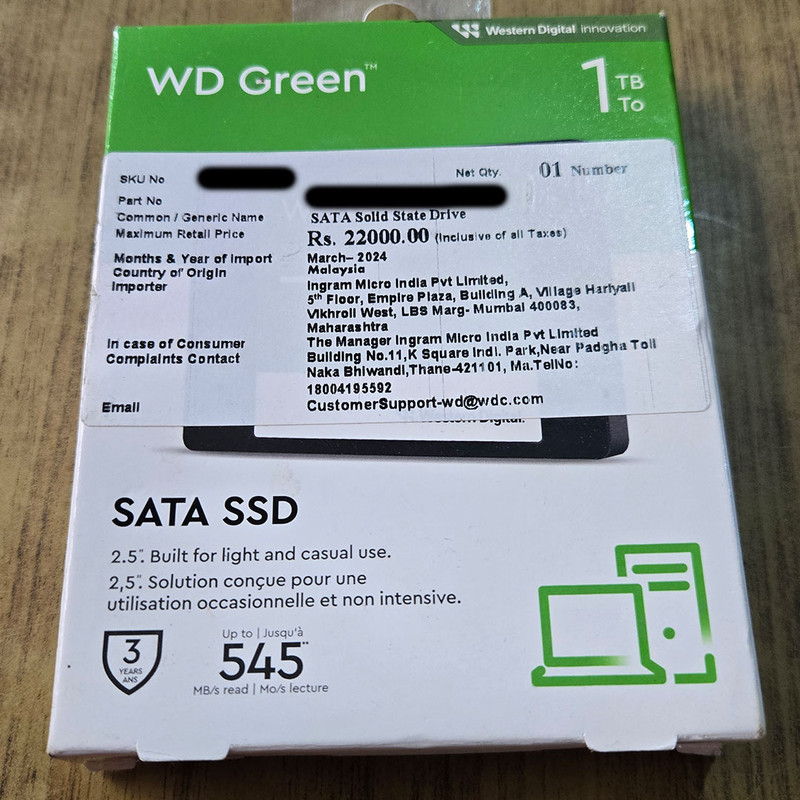 Western Digital innovation
WD Green™
1 TB
To
SKU No
Net Qty. 01 Number
Part No
Common / Generic Name SATA Solid State Drive
Maximum Retail Price Rs. 22000.00 (Inclusive of all Taxes)
Months & Year of Import March– 2024
Country of Origin Malaysia
Importer Ingram Micro India Pvt Limited,
5th Floor, Empire Plaza, Building A, Village Hariyali
Vikhroli West, LBS Marg- Mumbai 400083,
Maharashtra
In case of Consumer The Manager Ingram Micro India Pvt Limited
Complaints Contact Building No.11,K Square Indl. Park,Near Padgha Toll
Naka Bhiwandi,Thane-421101, Ma.TelNo:
18004195592
Email CustomerSupport-wd@wdc.com
Digital.
SATA SSD
2.5″. Built for light and casual use.
2,5″. Solution conçue pour une
utilisation occasionnelle et non intensive.
3
YEARS
ANS
Up to | Jusqu'à
545**
MB/s read | Mo/s lecture